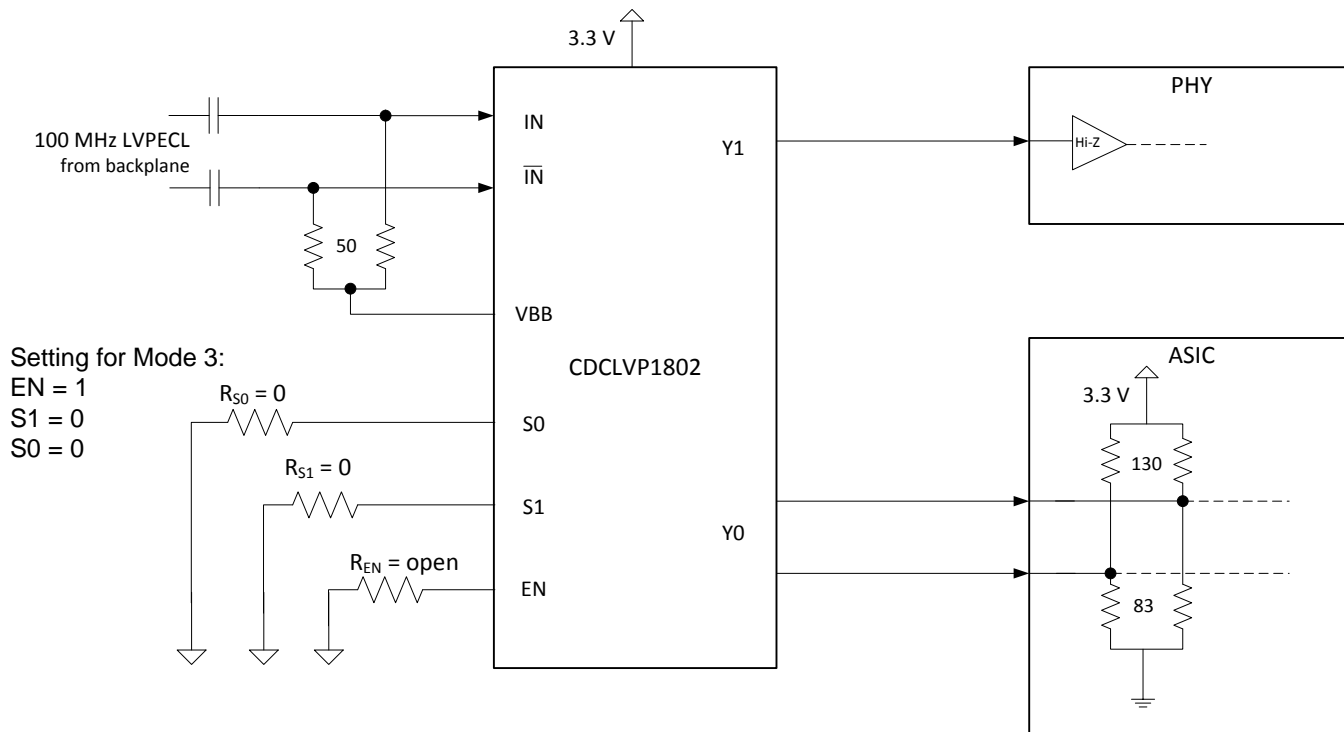 3.3 V
PHY
100 MHz LVPECL
from backplane
IN
IN
Y1
Hi-Z
50
VBB
Setting for Mode 3:
EN = 1
S1 = 0
S0 = 0
CDCLVP1802
ASIC
3.3 V
RS0 = 0
S0
130
RS1 = 0
S1
Y0
REN = open
EN
83